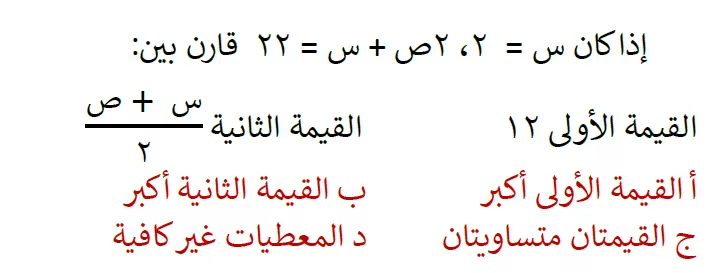 إذا كان س = ٢، ٢ص + س = ٢٢ قارن بين:
القيمة الأولى ١٢ القيمة الثانية س + ص
٢
أ القيمة الأولى أكبر ب القيمة الثانية أكبر
ج القيمتان متساويتان د المعطيات غير كافية